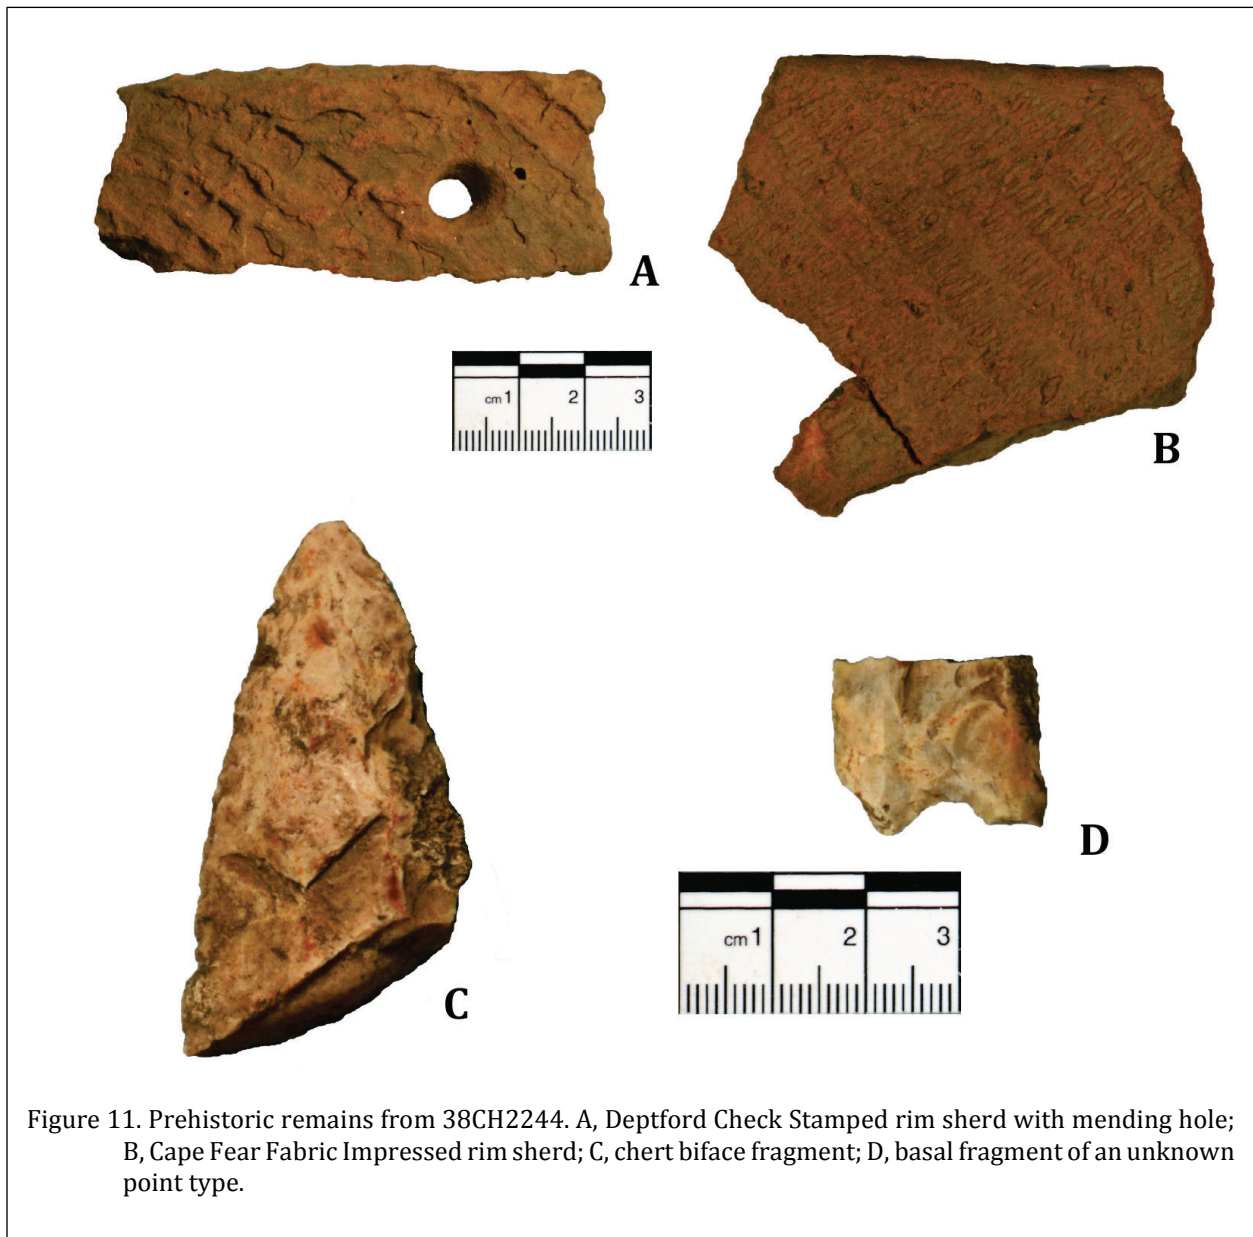 A
B
cm 1 2 3
C
D
cm 1 2 3
Figure 11. Prehistoric remains from 38CH2244. A, Deptford Check Stamped rim sherd with mending hole;
B, Cape Fear Fabric Impressed rim sherd; C, chert biface fragment; D, basal fragment of an unknown
point type.